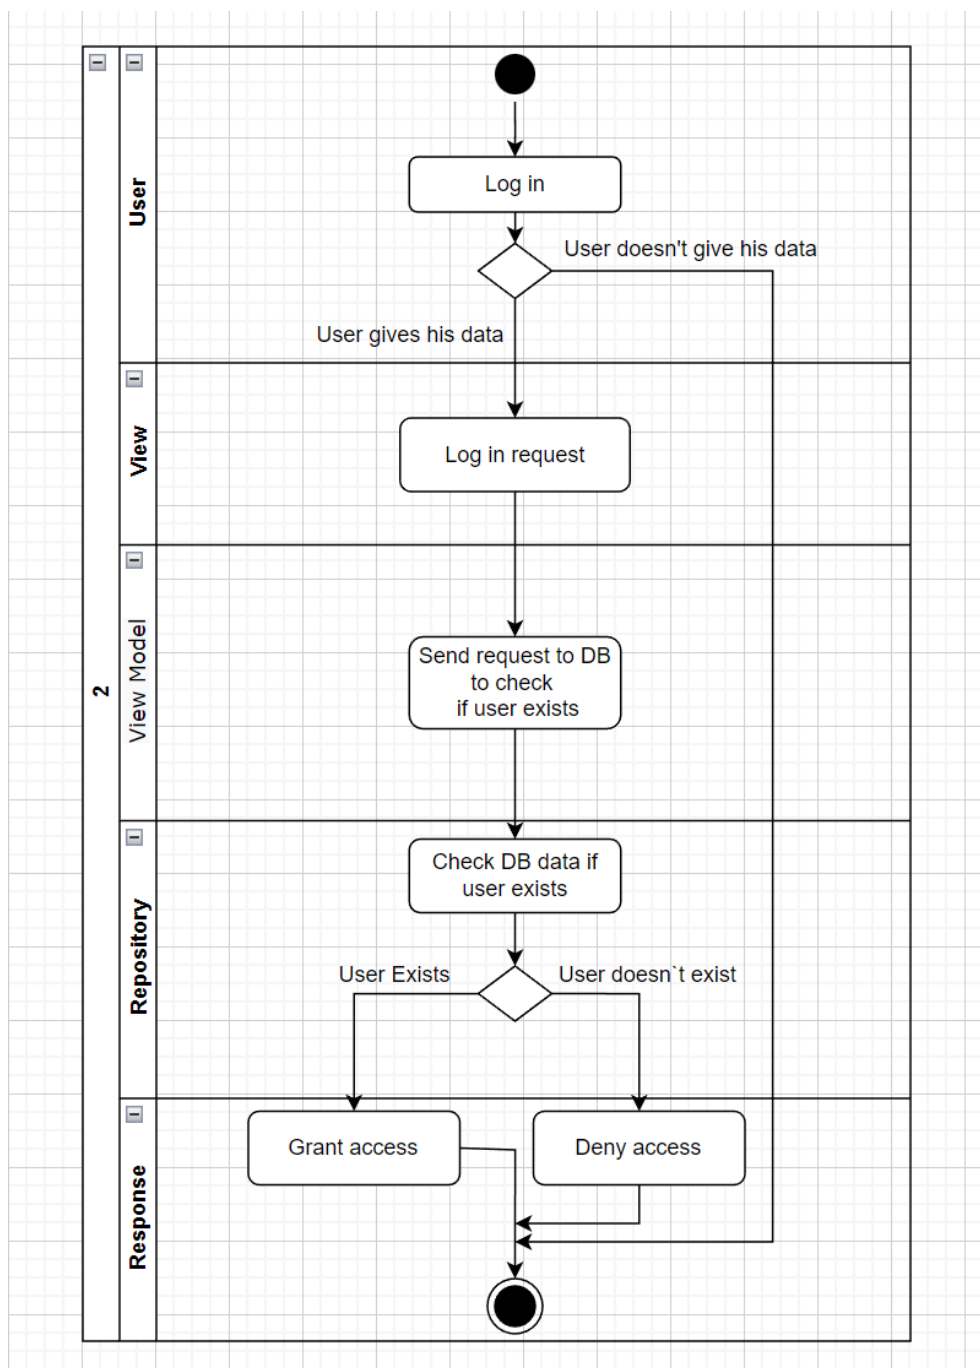 2
User
Log in
User doesn't give his data
User gives his data
View
Log in request
View Model
Send request to DB
to check
if user exists
Repository
Check DB data if
user exists
User Exists
User doesn`t exist
Response
Grant access
Deny access